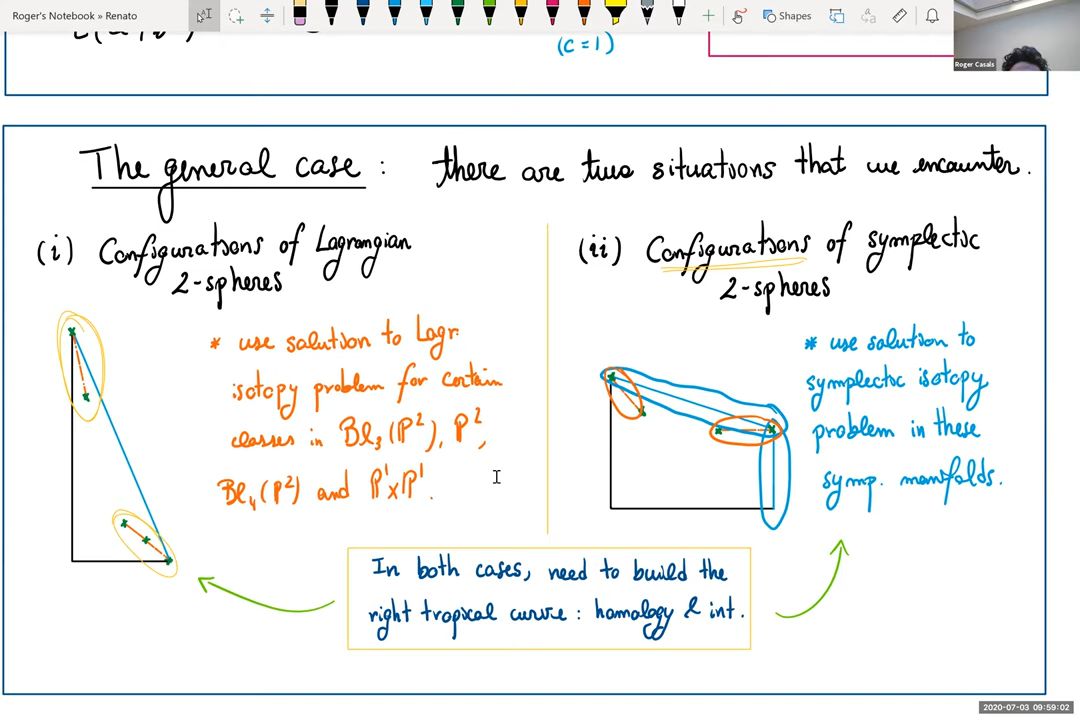 Roger's Notebook » Renato
Shapes
(c = 1)
Roger Casals
The general case : there are two situations that we encounter.
(i) Configurations of Lagrangian
2-spheres
* use solution to Lagr.
isotopy problem for certain
classes in Bl₃(P²), P²,
Bl₄(P²) and P¹×P¹.
(ii) Configurations of symplectic
2-spheres
* use solution to
symplectic isotopy
problem in these
symp. manifolds.
In both cases, need to build the
right tropical curve : homology & int.
2020-07-03 09:59:02